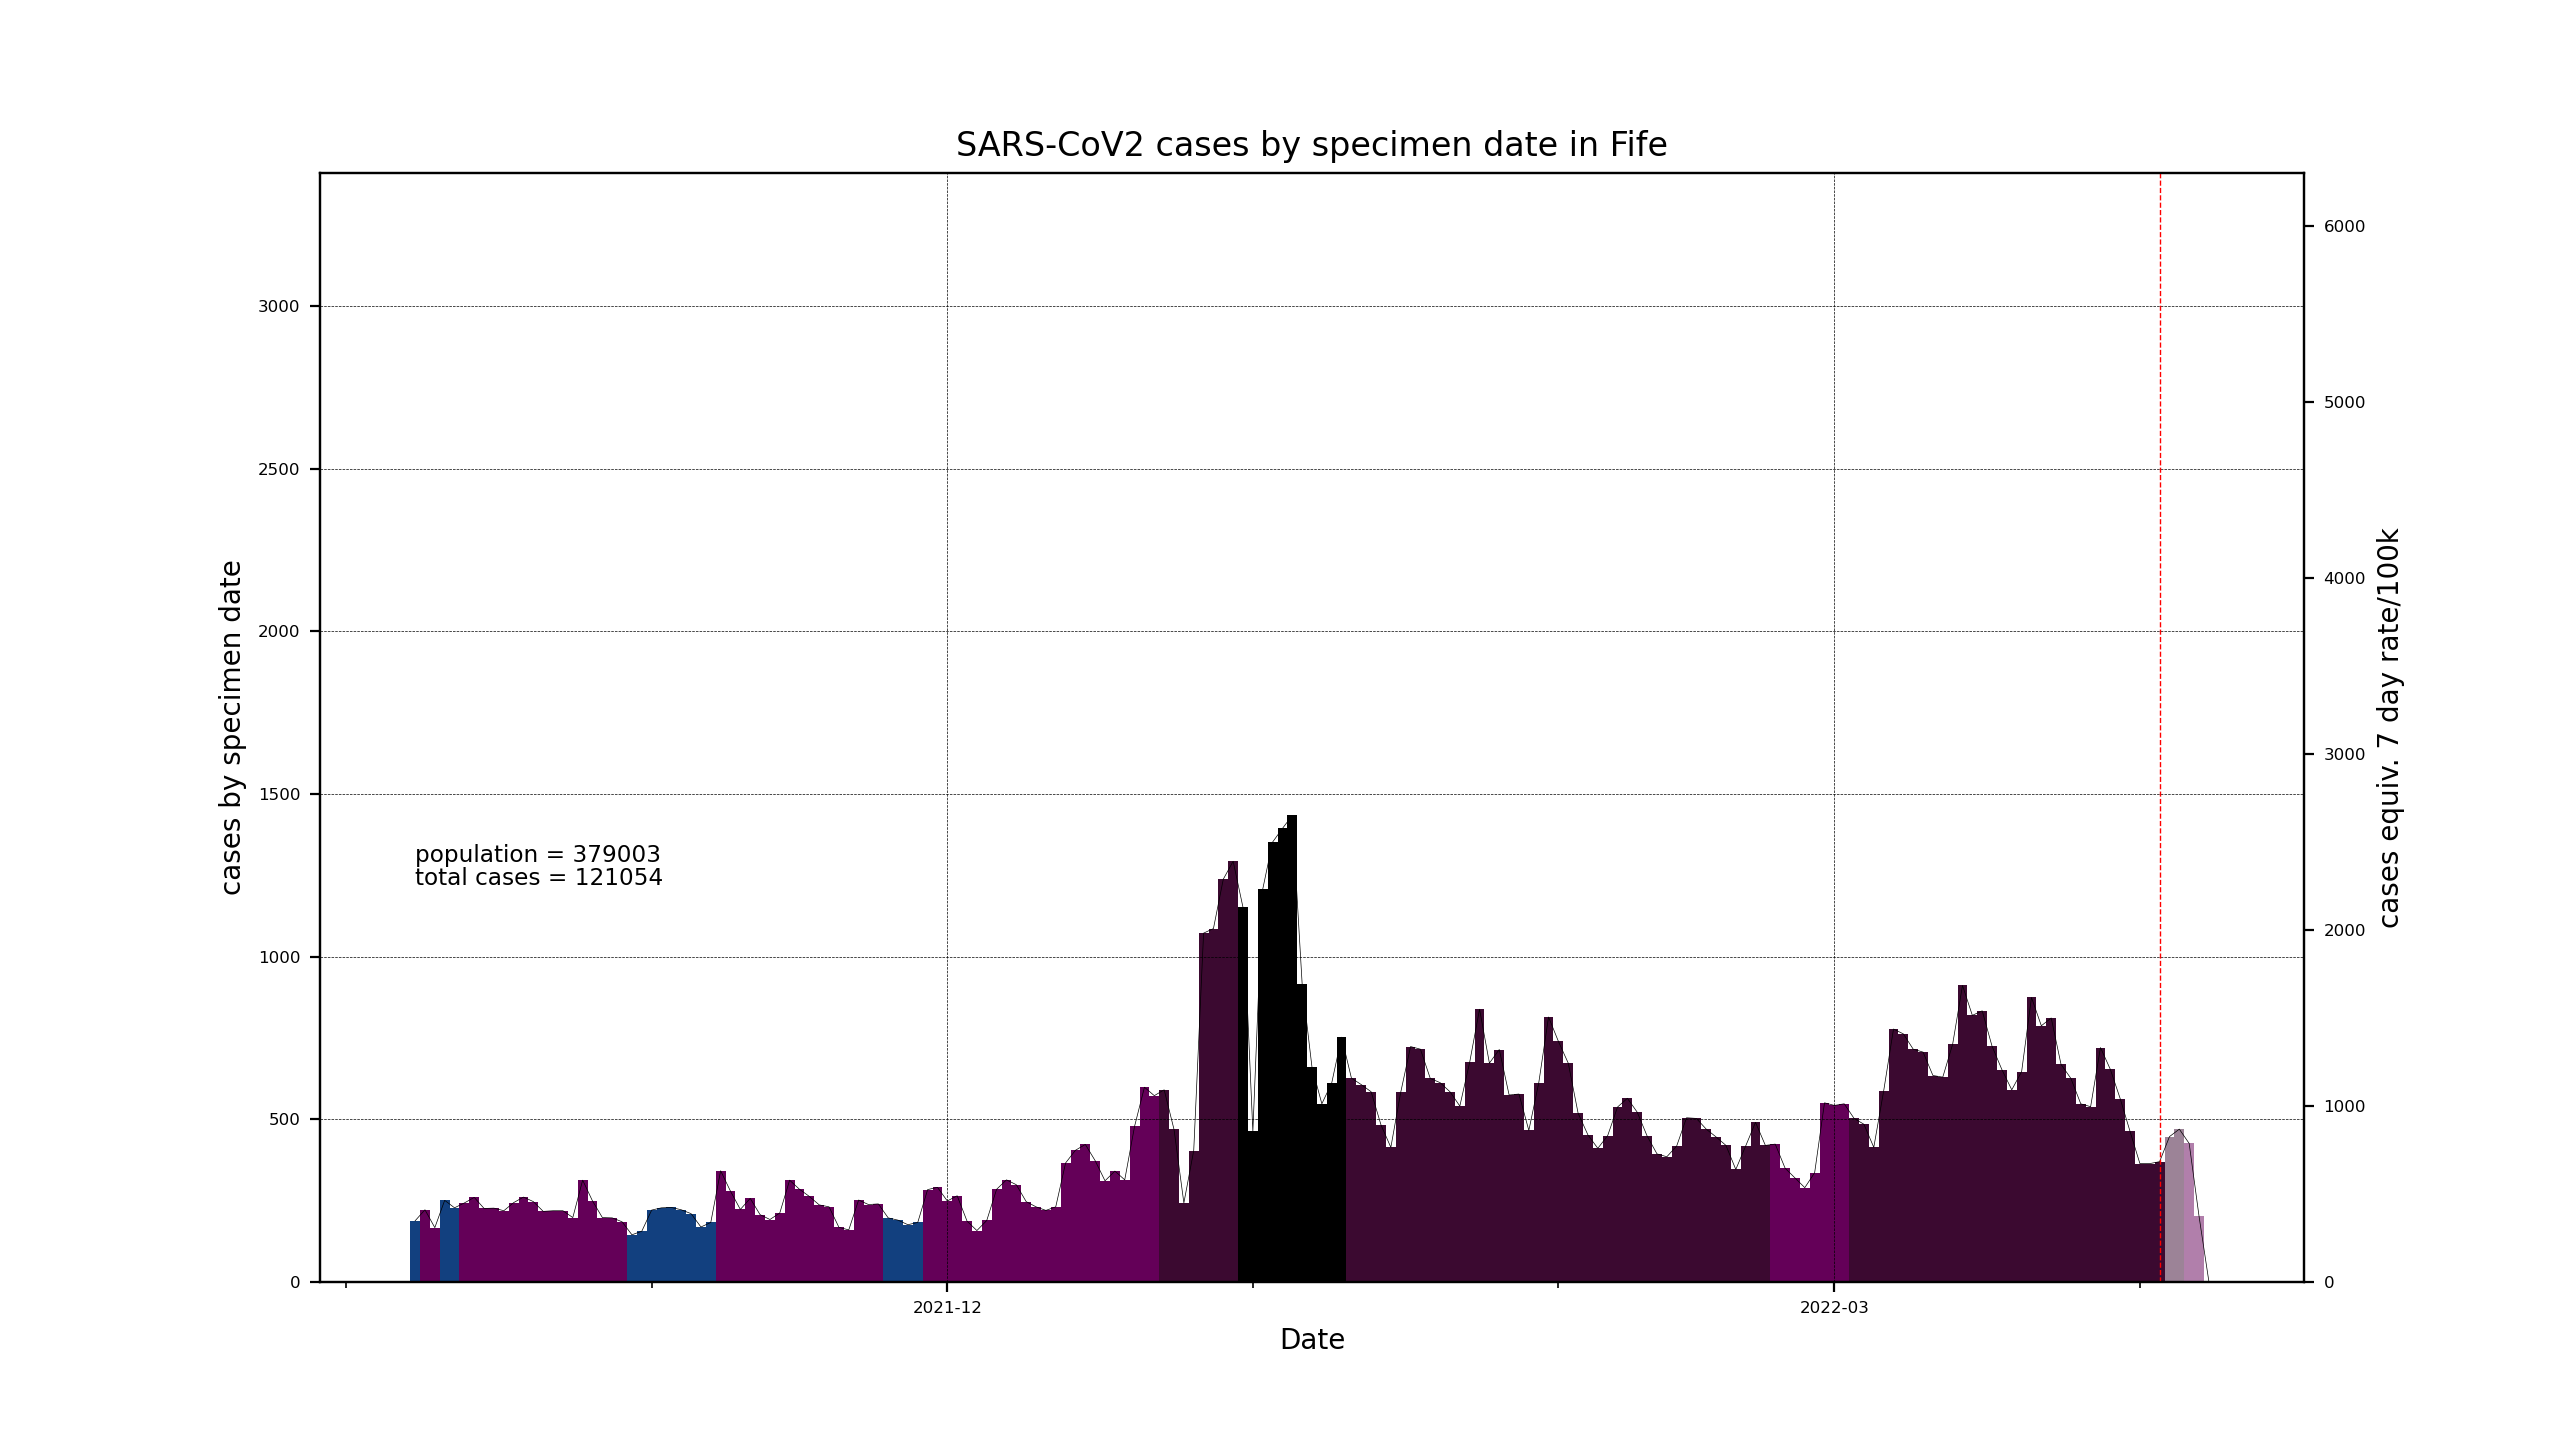 SARS-CoV2 cases by specimen date in Fife
cases by specimen date
3000
2500
2000
1500
1000
500
0
population = 379003
total cases = 121054
6000
5000
4000
3000
2000
1000
0
cases equiv. 7 day rate/100k
2021-12
2022-03
Date